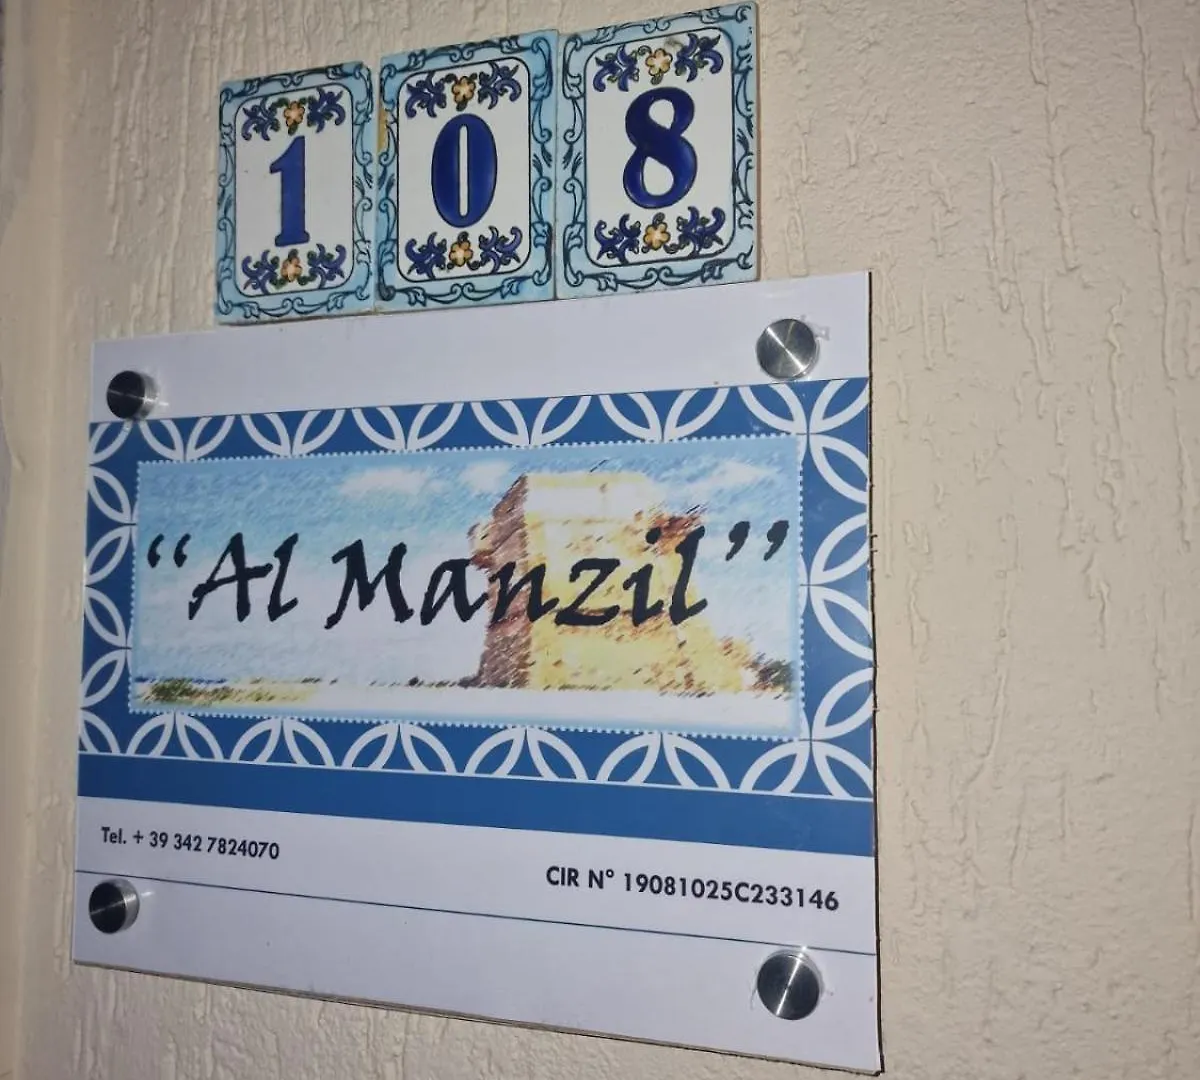 108
“Al Manzil”
Tel. + 39 342 7824070
CIR N° 19081025C233146